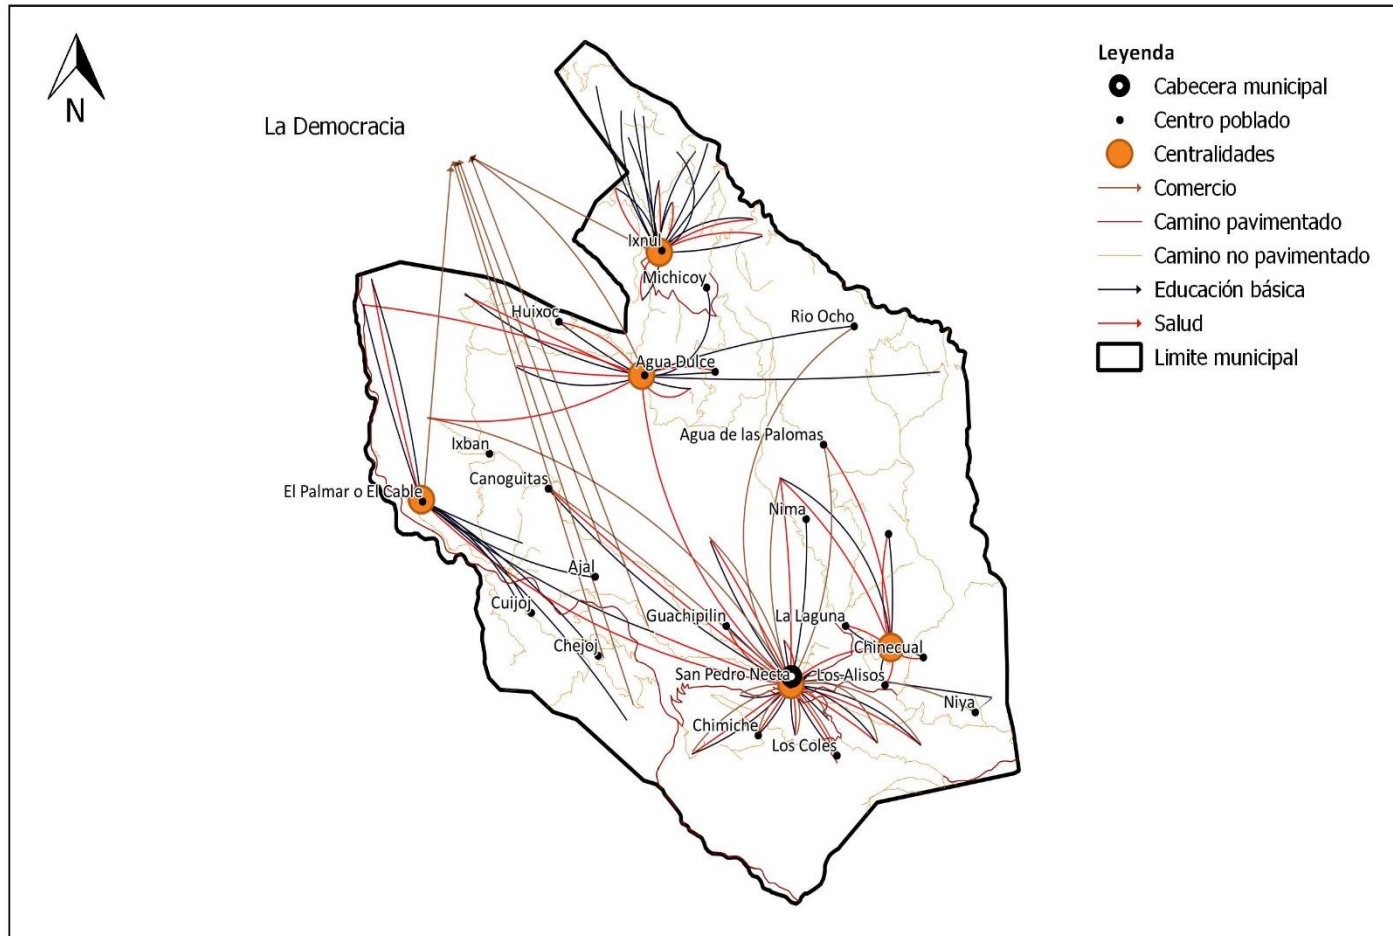 N
La Democracia
Leyenda
Cabecera municipal
Centro poblado
Centralidades
Comercio
Camino pavimentado
Camino no pavimentado
Educación básica
Salud
Limite municipal
Ixnul
Michicoy
Huixoc
Rio Ocho
Agua Dulce
Agua de las Palomas
Ixban
Canoguitas
El Palmar o El Cable
Nima
Ajal
Cuijoj
Guachipilin
La Laguna
Chejoj
Chinecual
San Pedro Necta
Los Alisos
Niya
Chimiche
Los Coles